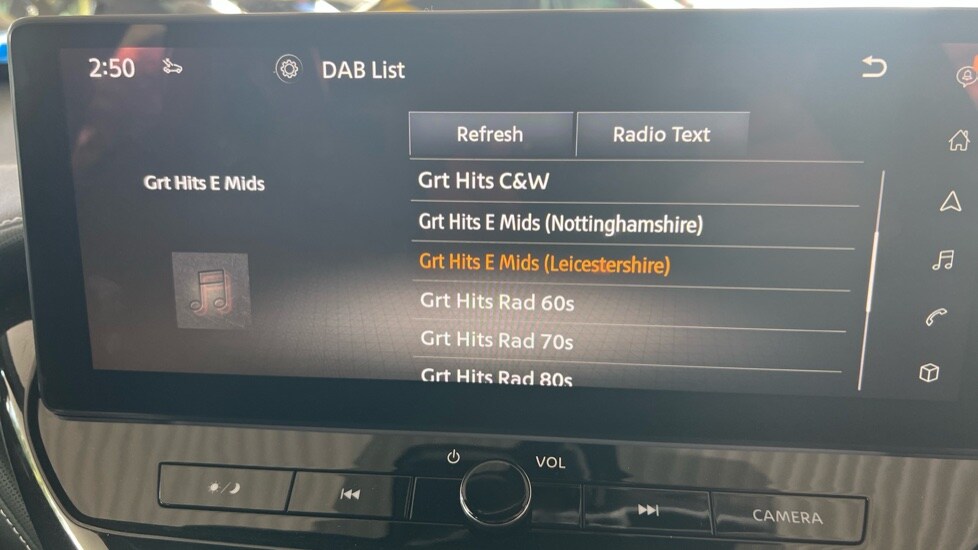 2:50
DAB List
Refresh
Radio Text
Grt Hits E Mids
Grt Hits C&W
Grt Hits E Mids (Nottinghamshire)
Grt Hits E Mids (Leicestershire)
Grt Hits Rad 60s
Grt Hits Rad 70s
Grt Hits Rad 80s
VOL
CAMERA